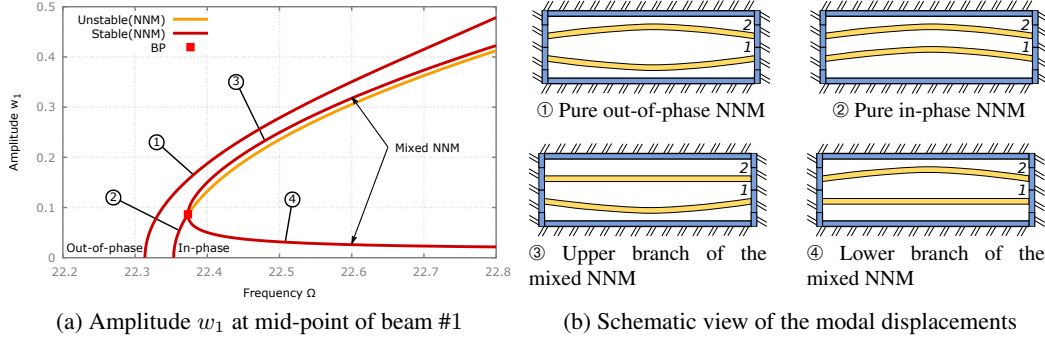 Unstable(NNM)
Stable(NNM)
BP
Amplitude w₁
0.5
0.4
0.3
0.2
0.1
0
①
②
③
④
Mixed NNM
Out-of-phase
In-phase
22.2 22.3 22.4 22.5 22.6 22.7 22.8
Frequency Ω
(a) Amplitude w₁ at mid-point of beam #1
2
1
① Pure out-of-phase NNM
2
1
② Pure in-phase NNM
2
1
③ Upper branch of the
mixed NNM
2
1
④ Lower branch of the
mixed NNM
(b) Schematic view of the modal displacements